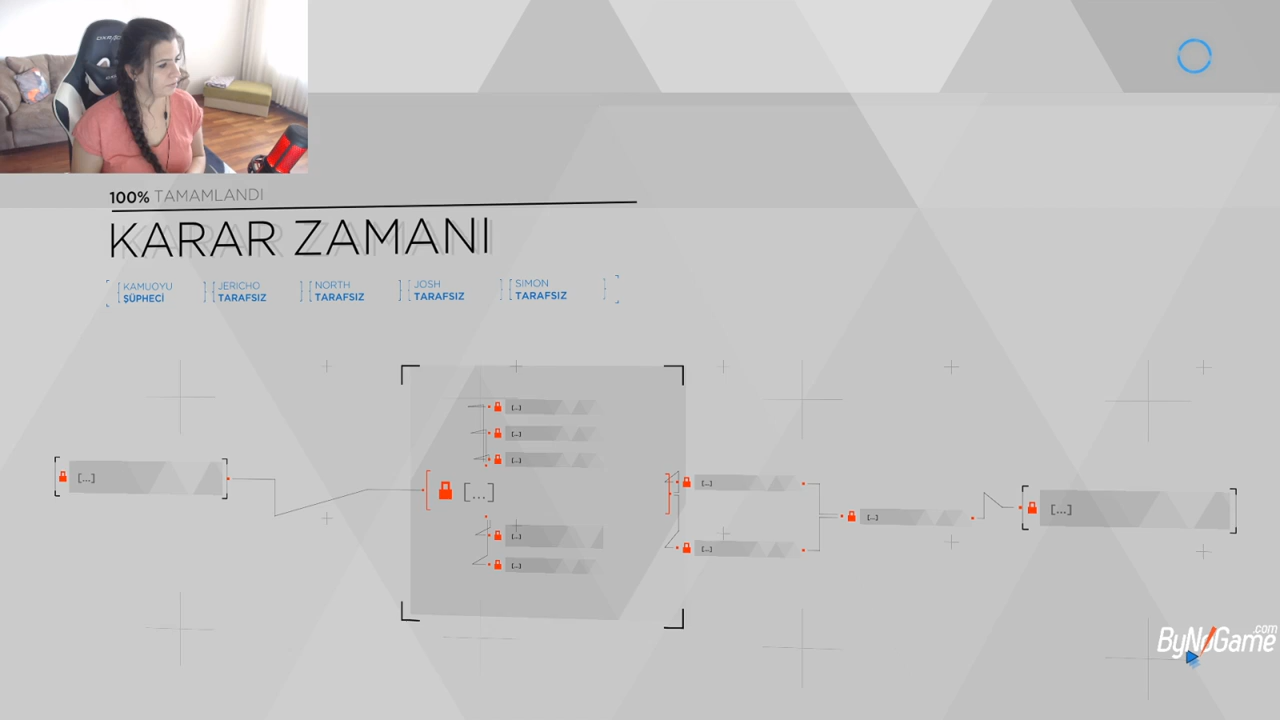 100% TAMAMLANDI
KARAR ZAMANI
KAMUOYU
ŞÜPHECİ
JERICHO
TARAFSIZ
NORTH
TARAFSIZ
JOSH
TARAFSIZ
SIMON
TARAFSIZ
[...]
[...]
[...]
[...]
[...]
[...]
[...]
[...]
[...]
[...]
[...]
ByNoGame.com